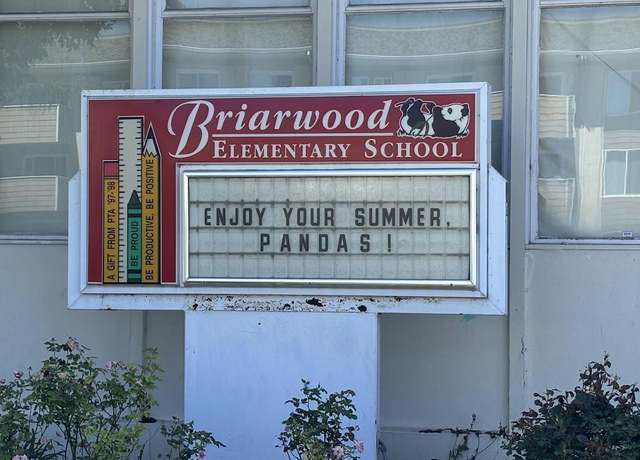 Briarwood
ELEMENTARY SCHOOL
A GIFT FROM PTA '97-'98
BE PROUD
BE PRODUCTIVE, BE POSITIVE
ENJOY YOUR SUMMER,
PANDAS!